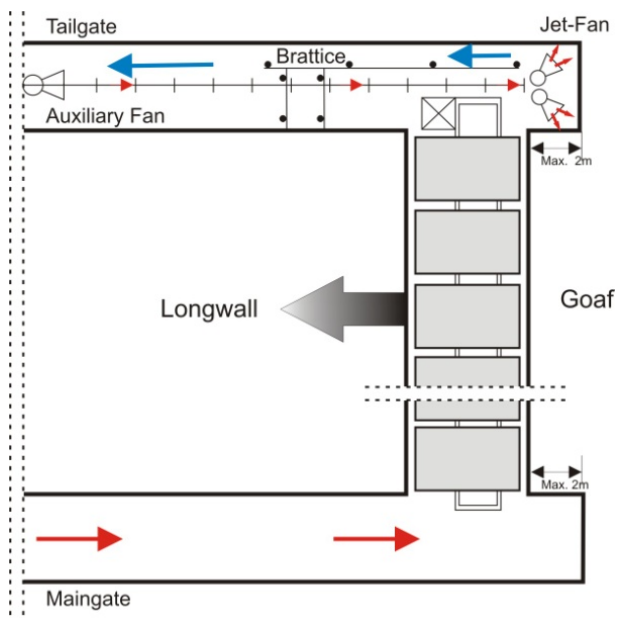 Tailgate
Jet-Fan
Brattice
Auxiliary Fan
Max. 2m
Longwall
Goaf
Max. 2m
Maingate